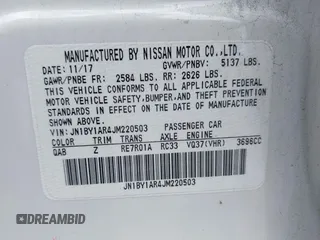 MANUFACTURED BY NISSAN MOTOR CO.,LTD.
DATE: 11/17 GVWR/PNBV: 5137 LBS.
GAWR/PNBE FR: 2584 LBS. RR: 2626 LBS.
THIS VEHICLE CONFORMS TO ALL APPLICABLE FEDERAL
MOTOR VEHICLE SAFETY,BUMPER,AND THEFT PREVENTION
STANDARDS IN EFFECT ON THE DATE OF MANUFACTURE
SHOWN ABOVE.
VIN: JN1BY1AR4JM220503 PASSENGER CAR
COLOR TRIM TRANS AXLE ENGINE
QAB Z RE7R01A RC33 VQ37(VHR) 3696CC
JN1BY1AR4JM220503
DREAMBID